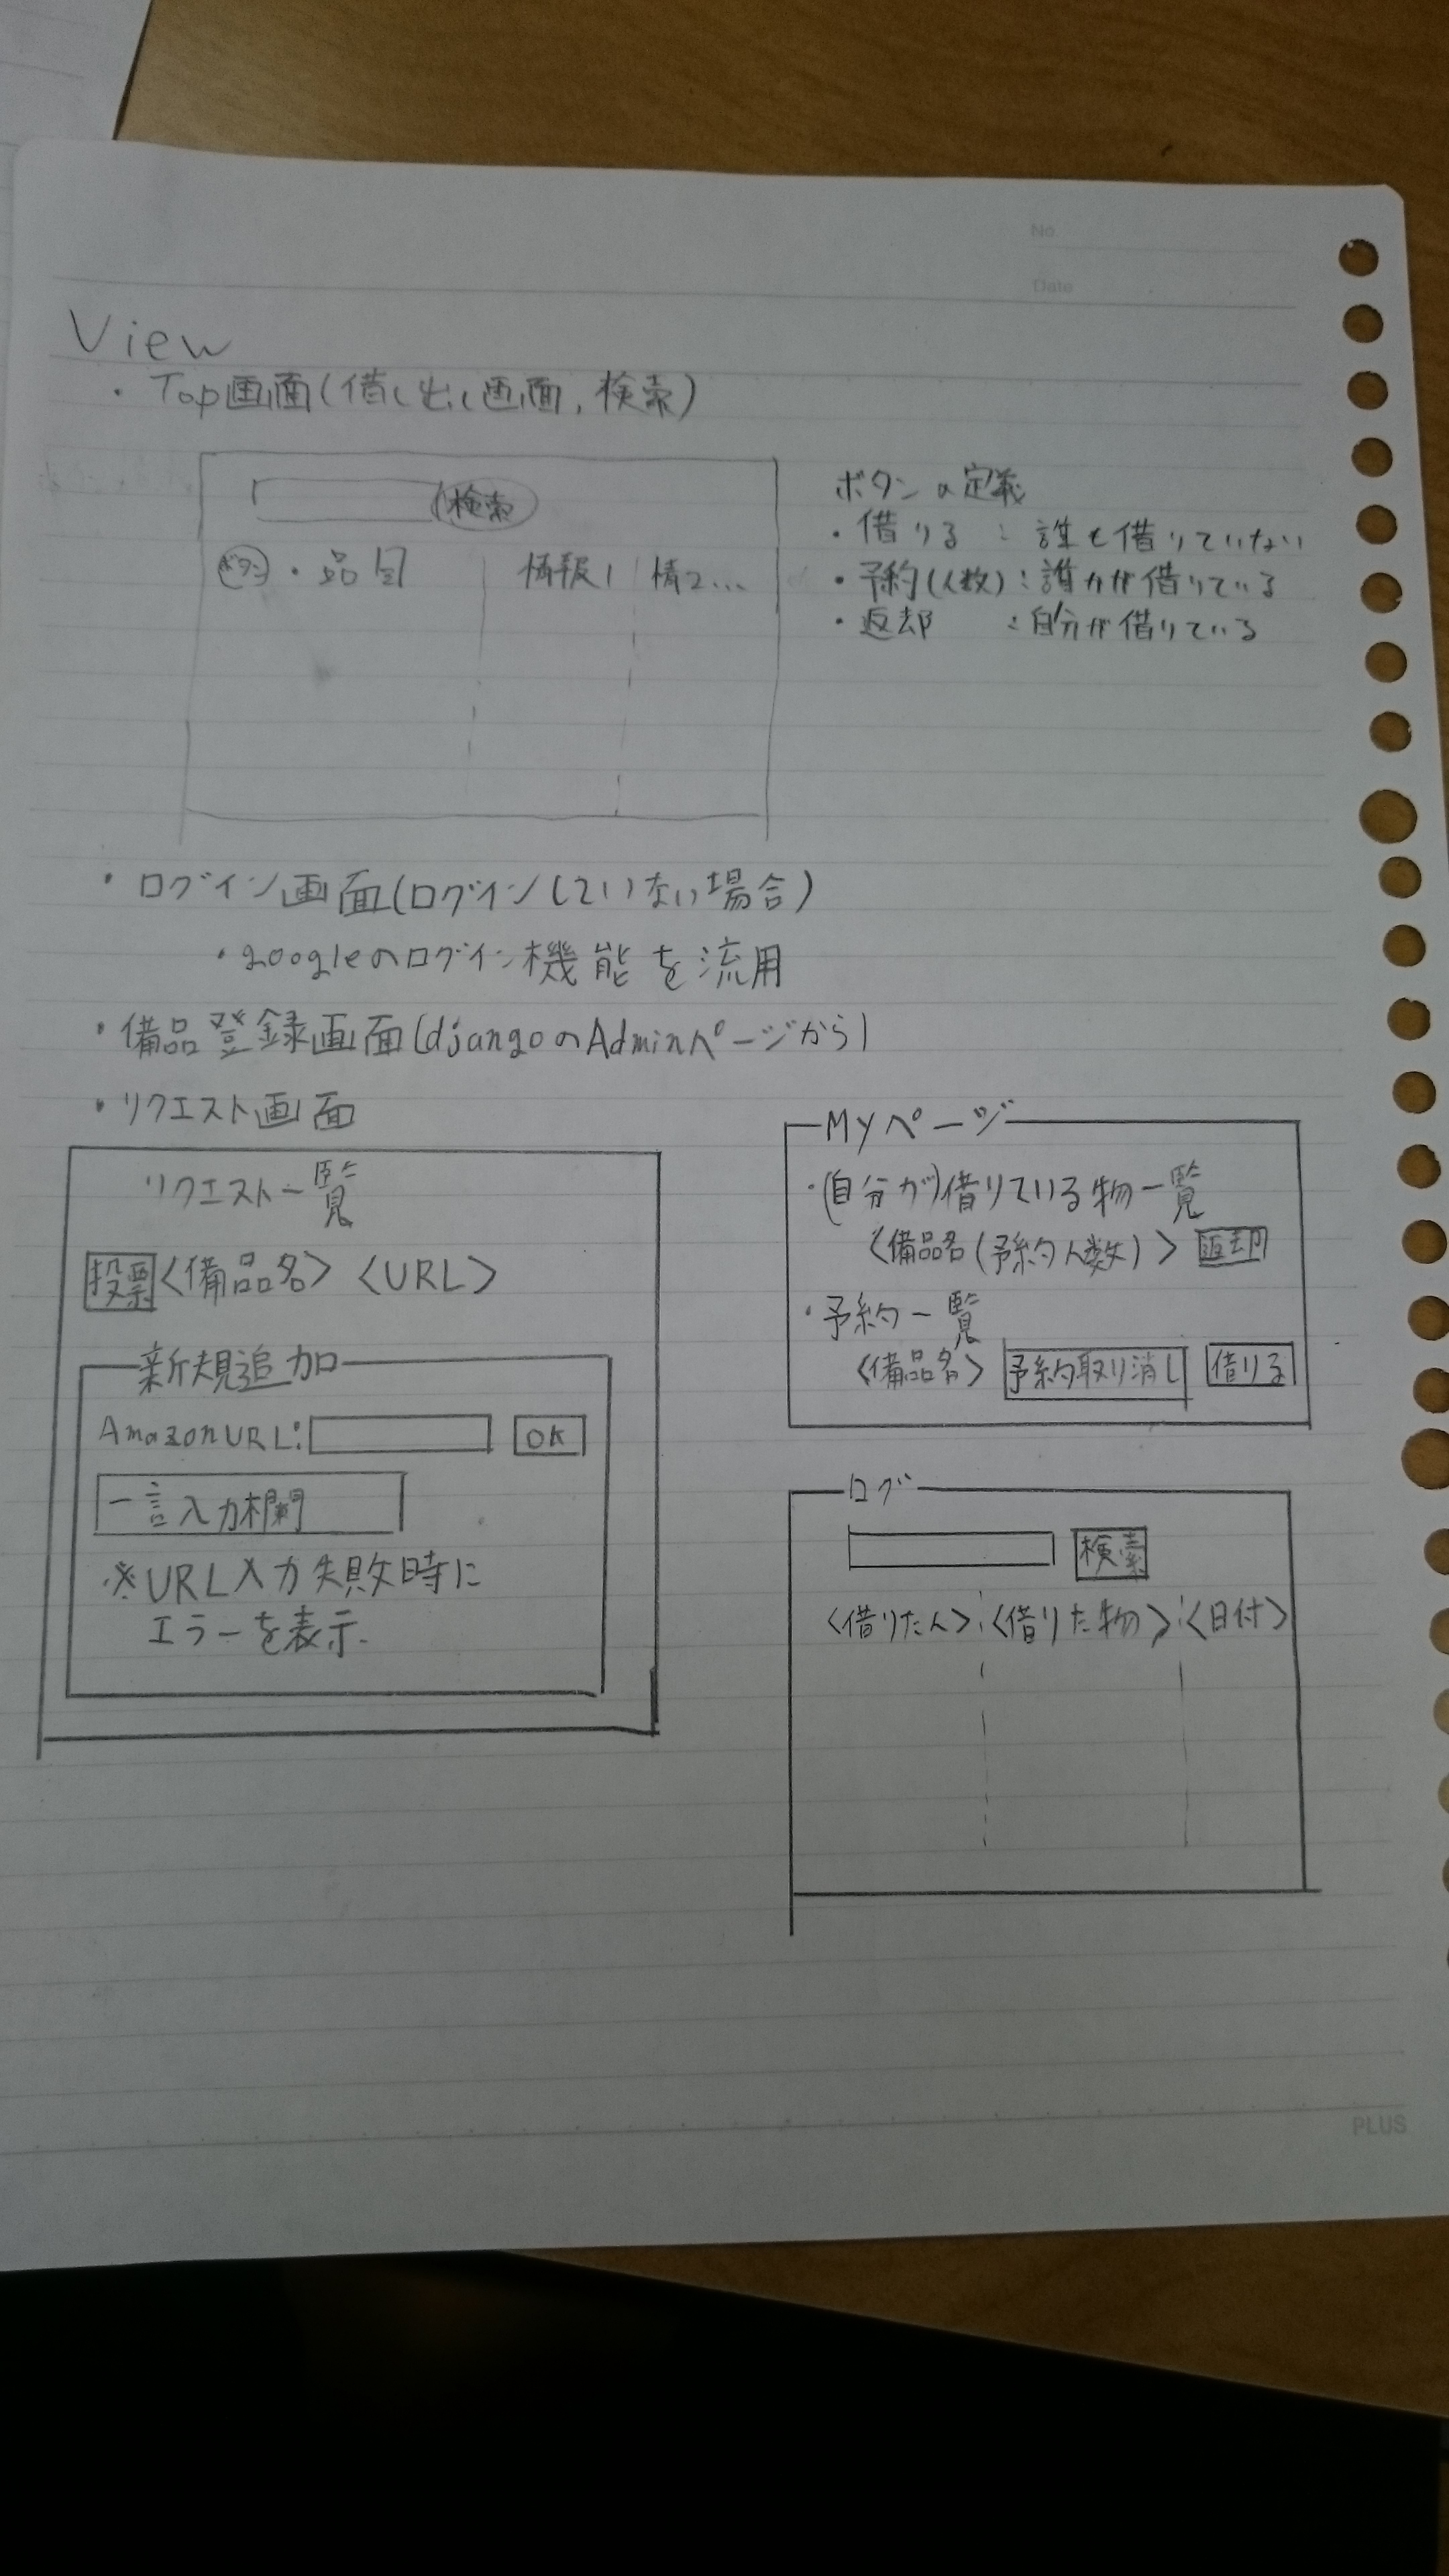 No.
Date
View
・Top画面(借し出し画面, 検索)
検索
ボタン ・品目 情報1 情2...
ボタンの定義
・借りる : 誰も借りていない
・予約(人数) : 誰かが借りている
・返却 : 自分が借りている
・ログイン画面(ログインしていない場合)
・googleのログイン機能を流用
・備品登録画面(djangoのAdminページから)
・リクエスト画面
リクエスト一覧
投票 <備品名> <URL>
新規追加
AmazonURL: OK
一言入力欄
※URL入力失敗時に
エラーを表示.
Myページ
・(自分が)借りている物一覧
<備品名(予約人数)> 返却
・予約一覧
<備品名> 予約取り消し 借りる
ログ
検索
<借りた人> <借りた物> <日付>
PLUS